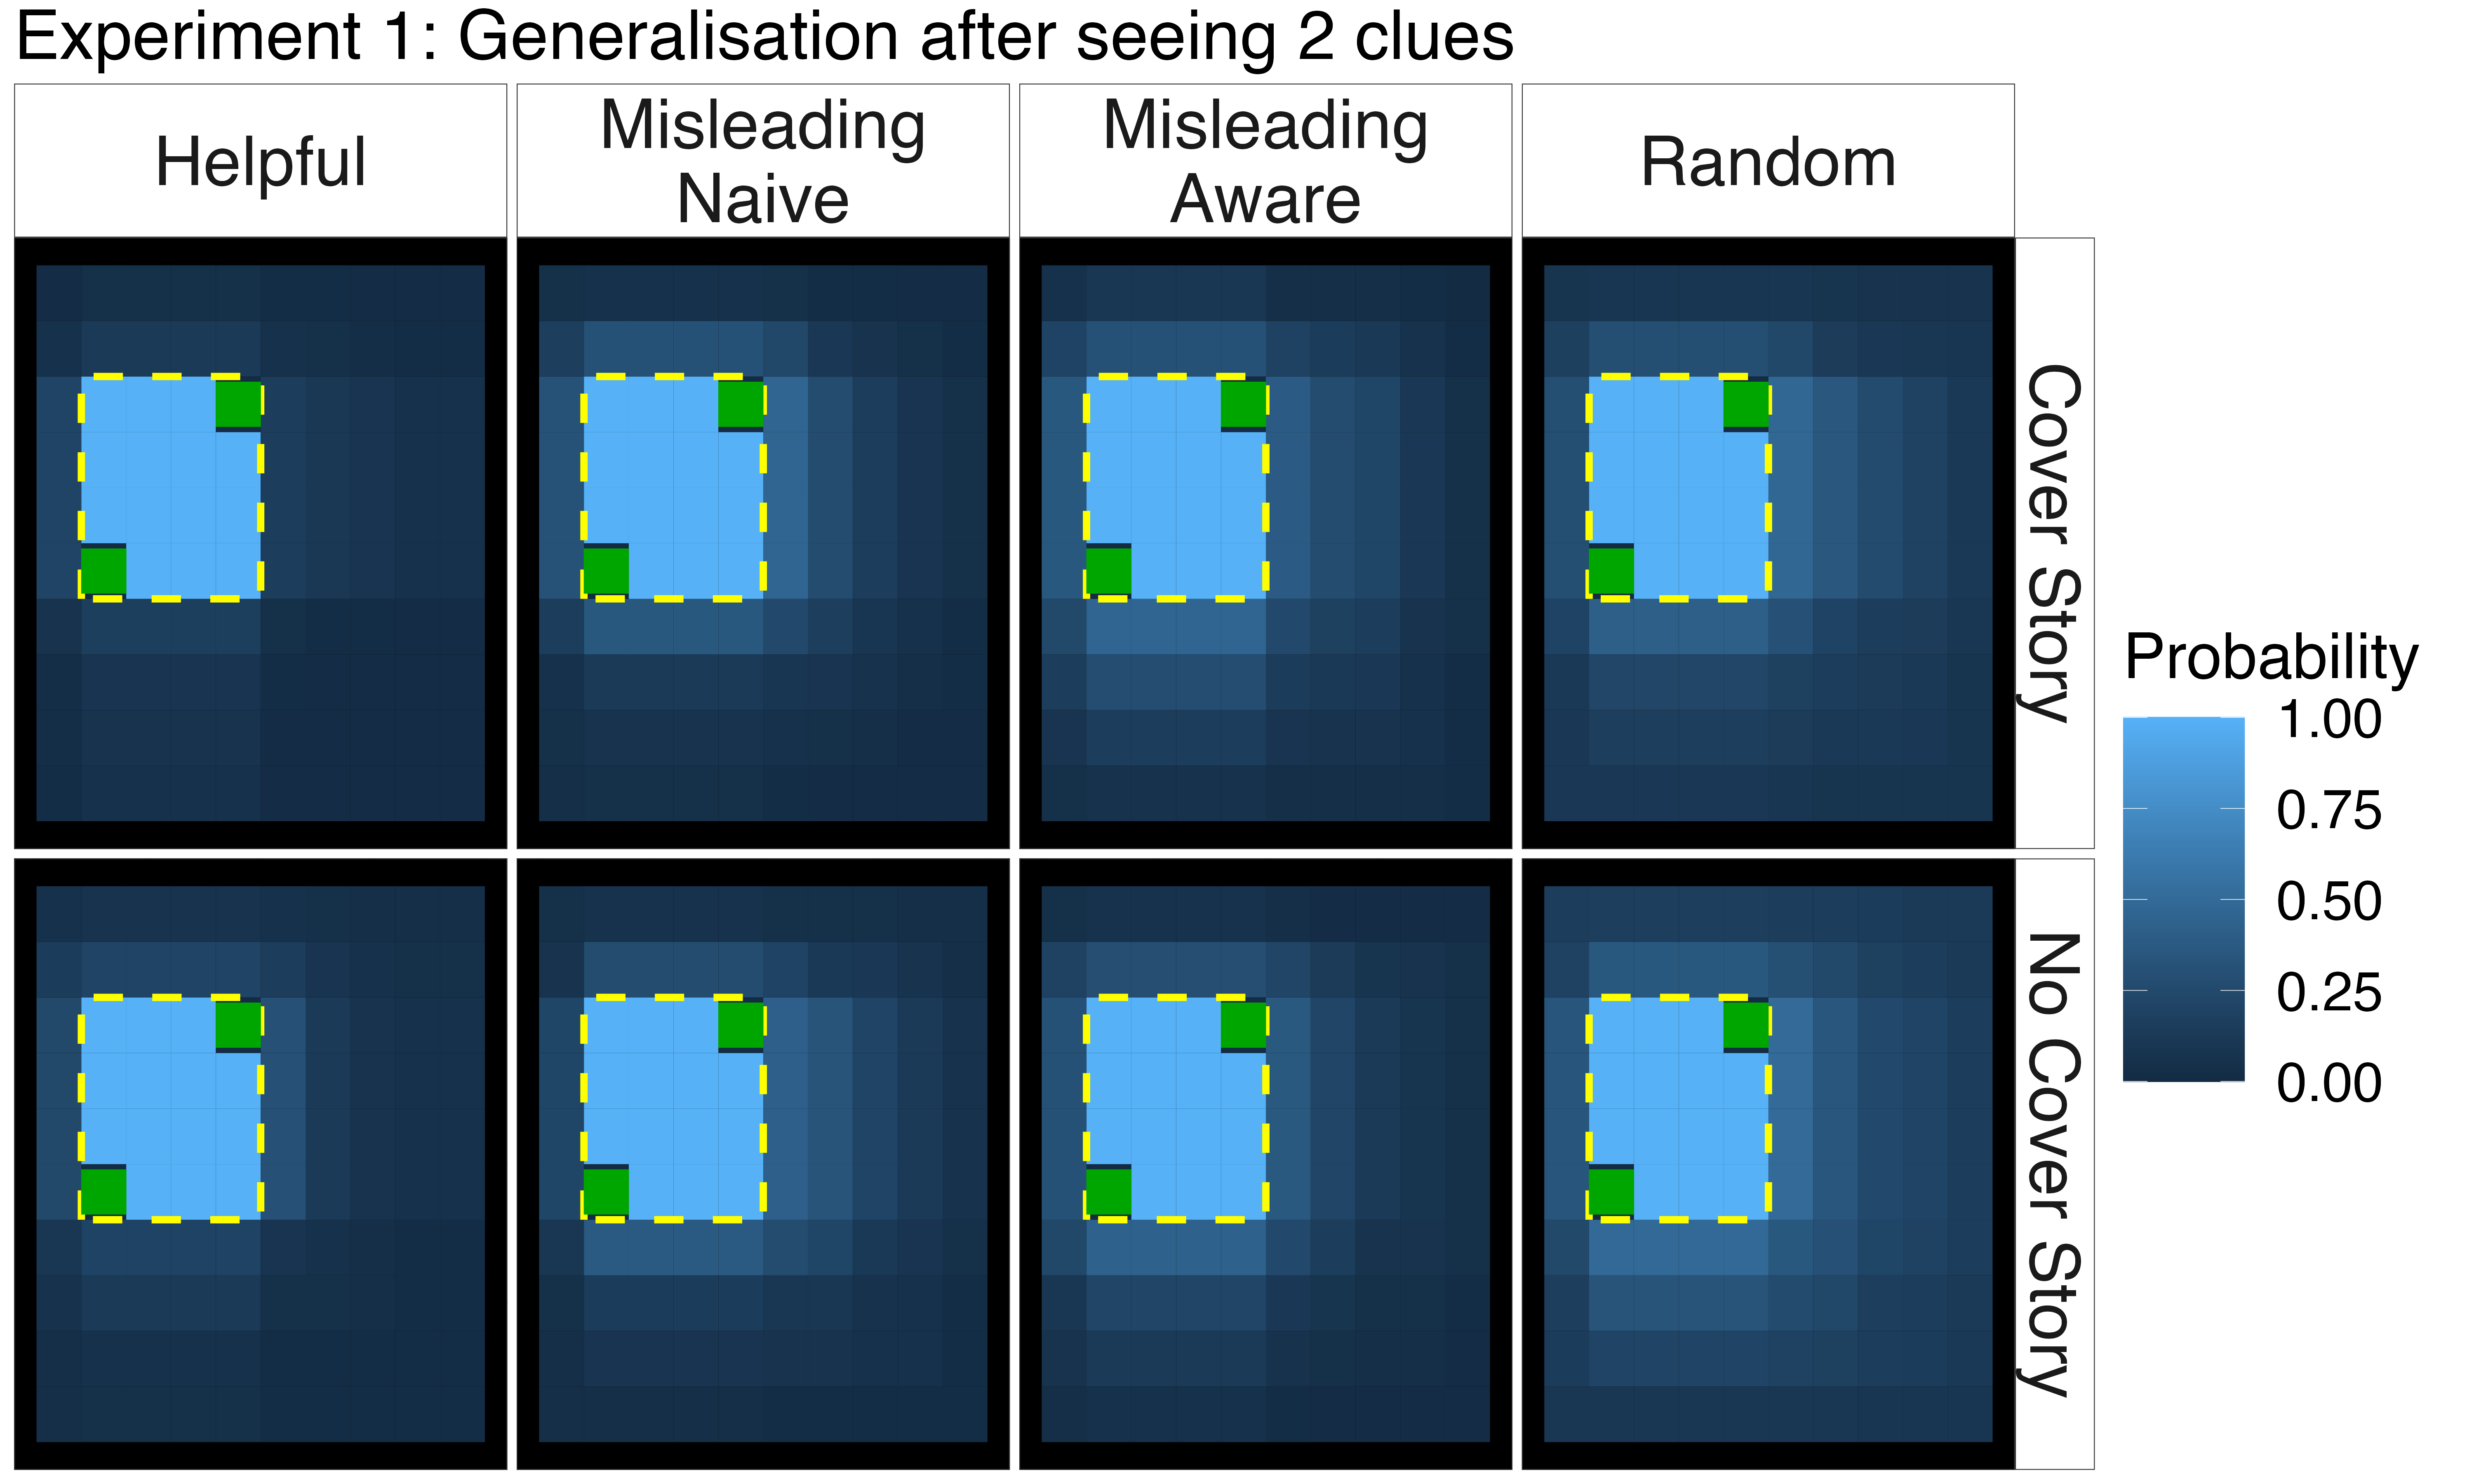 Experiment 1: Generalisation after seeing 2 clues
Helpful
Misleading
Naive
Misleading
Aware
Random
Cover Story
No Cover Story
Probability
1.00
0.75
0.50
0.25
0.00